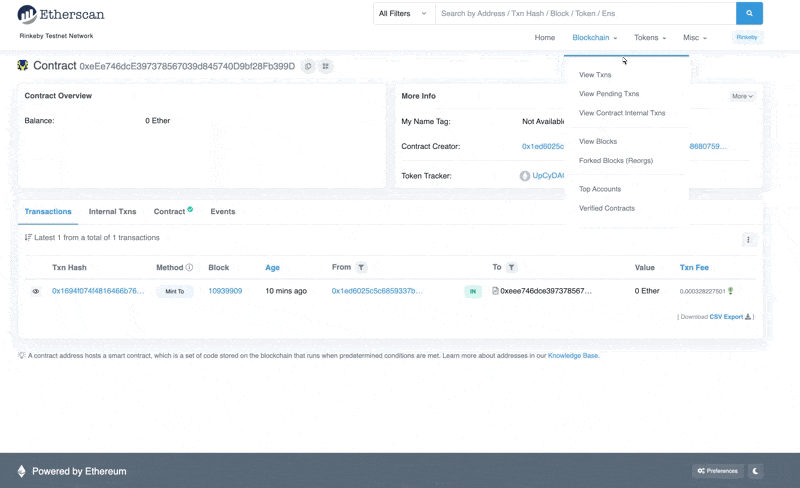 Etherscan
All Filters
Search by Address / Txn Hash / Block / Token / Ens
Rinkeby Testnet Network
Home Blockchain Tokens Misc Rinkeby
Contract 0xeEe746dcE397378567039d845740D9bf28Fb399D
View Txns
View Pending Txns
View Contract Internal Txns
View Blocks
Forked Blocks (Reorgs)
Top Accounts
Verified Contracts
Contract Overview
Balance: 0 Ether
More Info More
My Name Tag: Not Available
Contract Creator: 0x1ed6025c 8680759...
Token Tracker: UpCyDA
Transactions Internal Txns Contract Events
Latest 1 from a total of 1 transactions
Txn Hash Method Block Age From To Value Txn Fee
0x1694f074f4816466b76... Mint To 10939909 10 mins ago 0x1ed6025c5c6859337b... IN 0xeee746dce397378567... 0 Ether 0.000328227501
[ Download CSV Export ]
A contract address hosts a smart contract, which is a set of code stored on the blockchain that runs when predetermined conditions are met. Learn more about addresses in our Knowledge Base.
Powered by Ethereum
Preferences